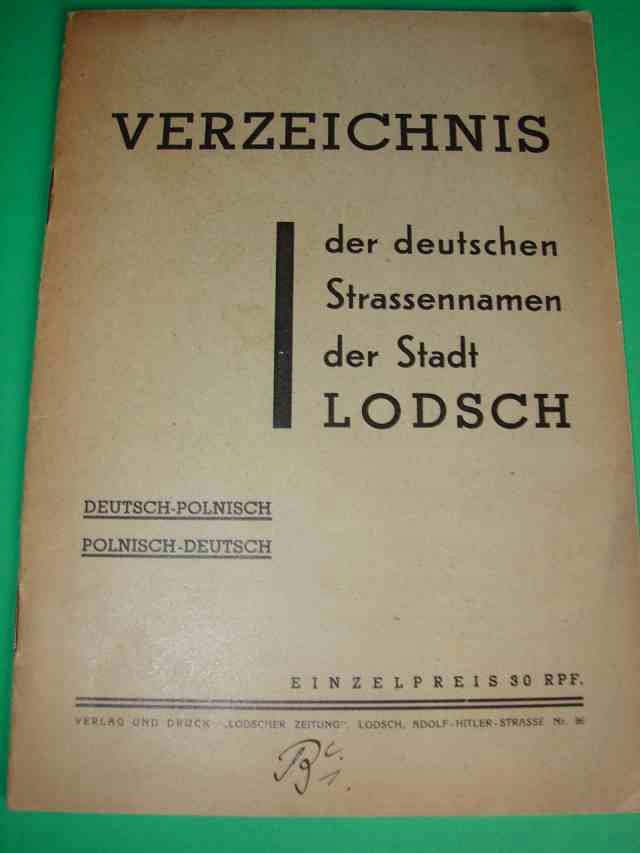 VERZEICHNIS
der deutschen
Strassennamen
der Stadt
LODSCH
DEUTSCH-POLNISCH
POLNISCH-DEUTSCH
EINZELPREIS 30 RPF.
VERLAG UND DRUCK „LODSCHER ZEITUNG", LODSCH, ADOLF-HITLER-STRASSE Nr. 86